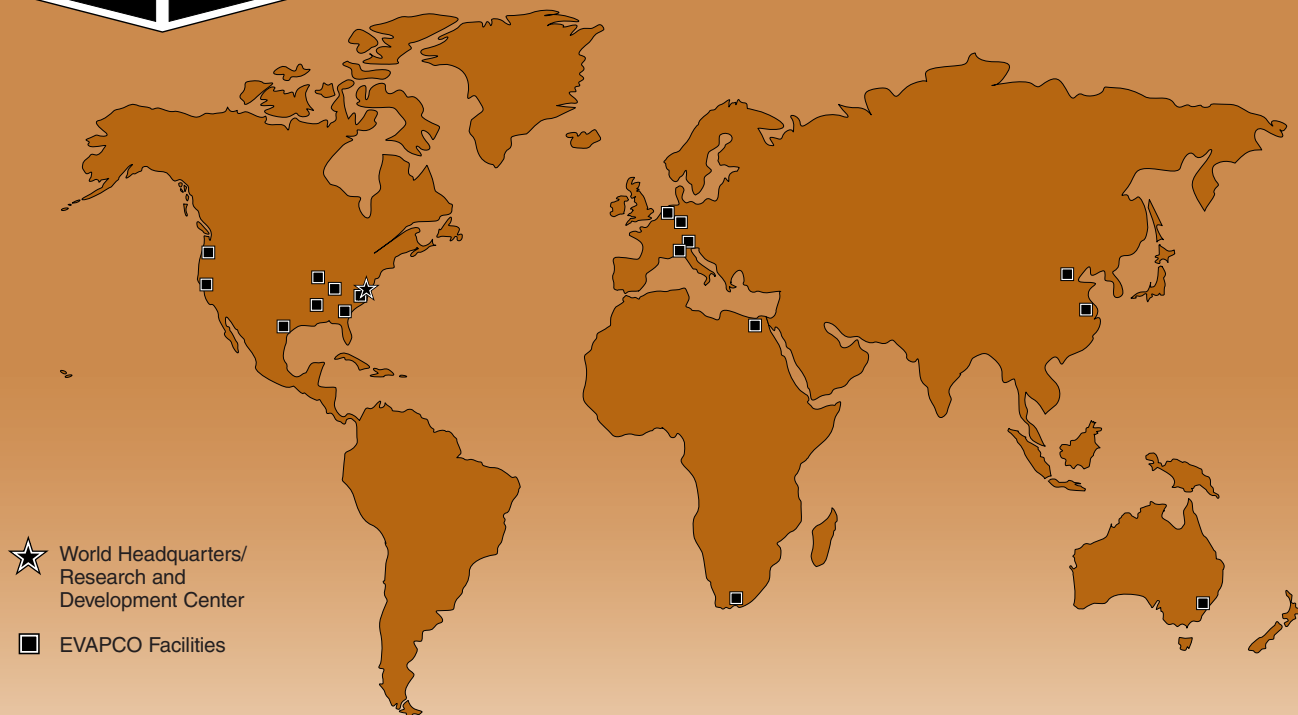 World Headquarters/
Research and
Development Center
EVAPCO Facilities